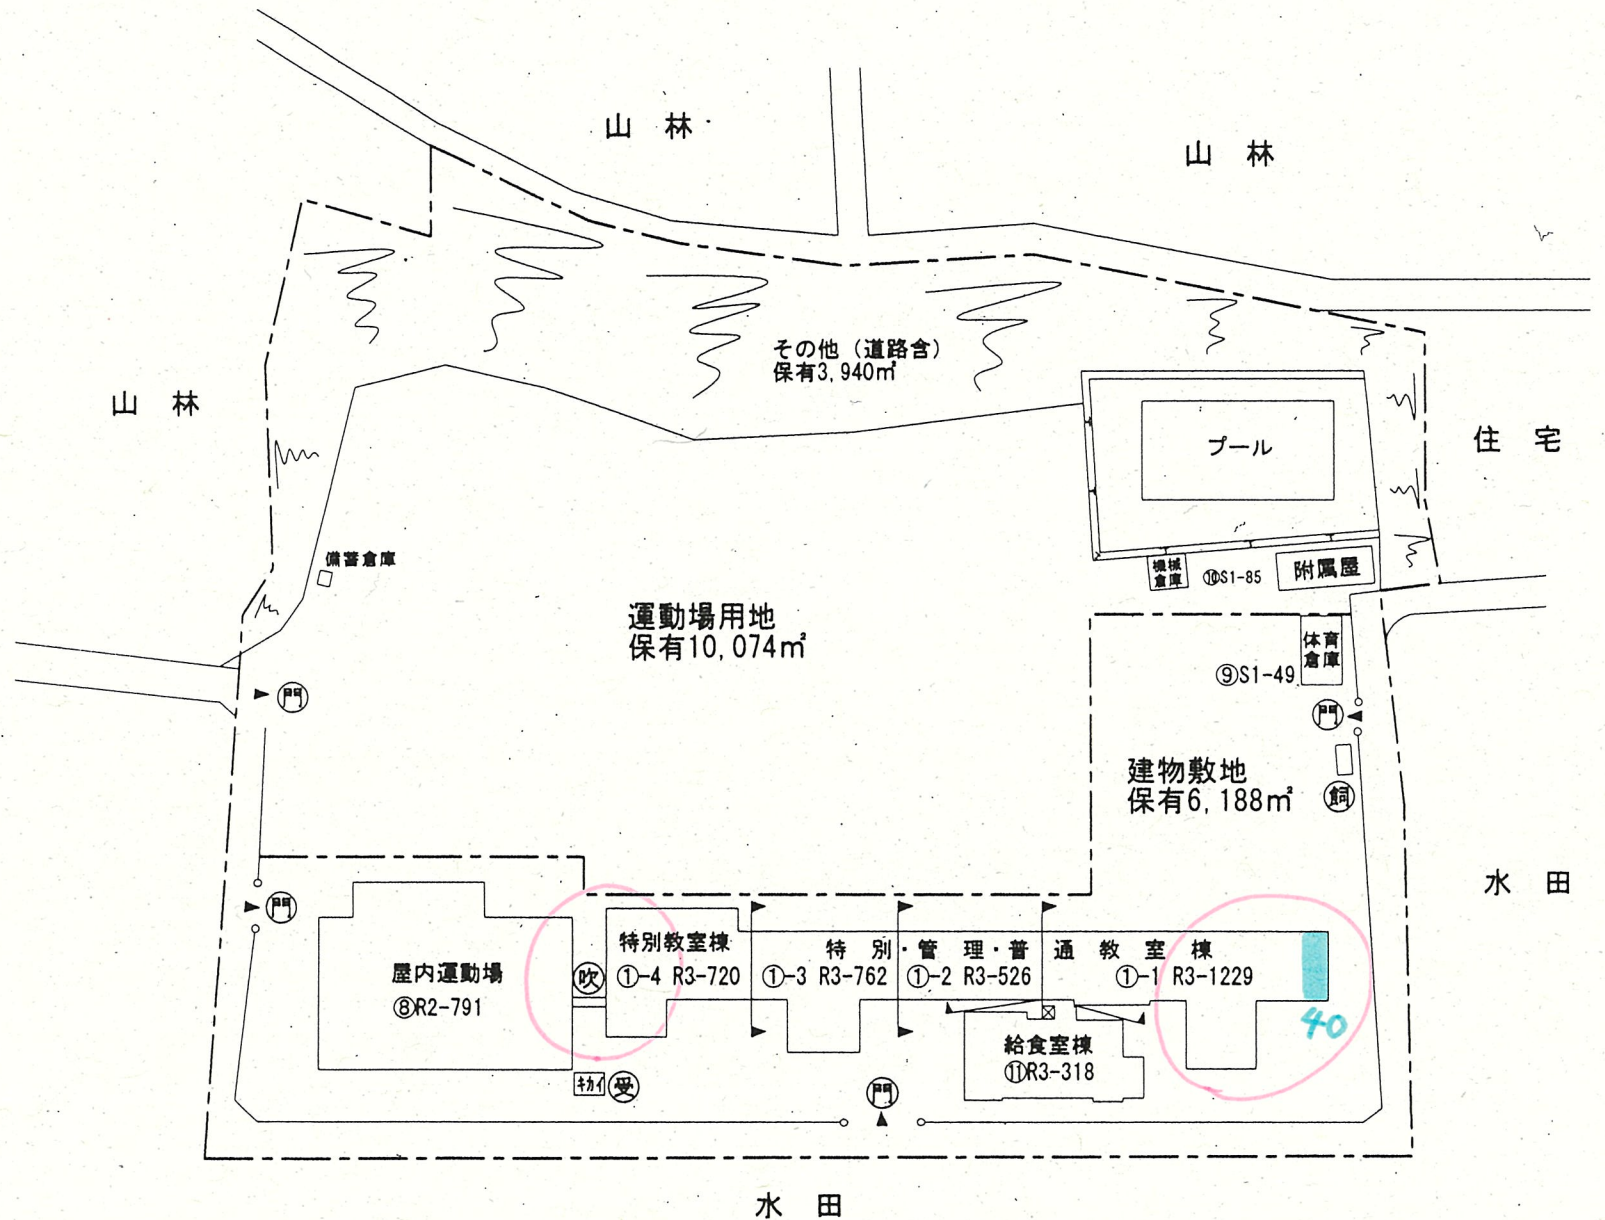 山　林
山　林
その他（道路含）
保有3,940㎡
山　林
プール
住　宅
備蓄倉庫
機械
倉庫
⑩S1-85
附属屋
運動場用地
保有10,074㎡
体育
倉庫
⑨S1-49
門
門
建物敷地
保有6,188㎡
飼
水　田
門
特別教室棟
特　別・管　理・普　通　教　室　棟
屋内運動場
⑧R2-791
吹
①-4 R3-720
①-3 R3-762
①-2 R3-526
①-1 R3-1229
40
給食室棟
⑪R3-318
キカイ
受
門
水　田